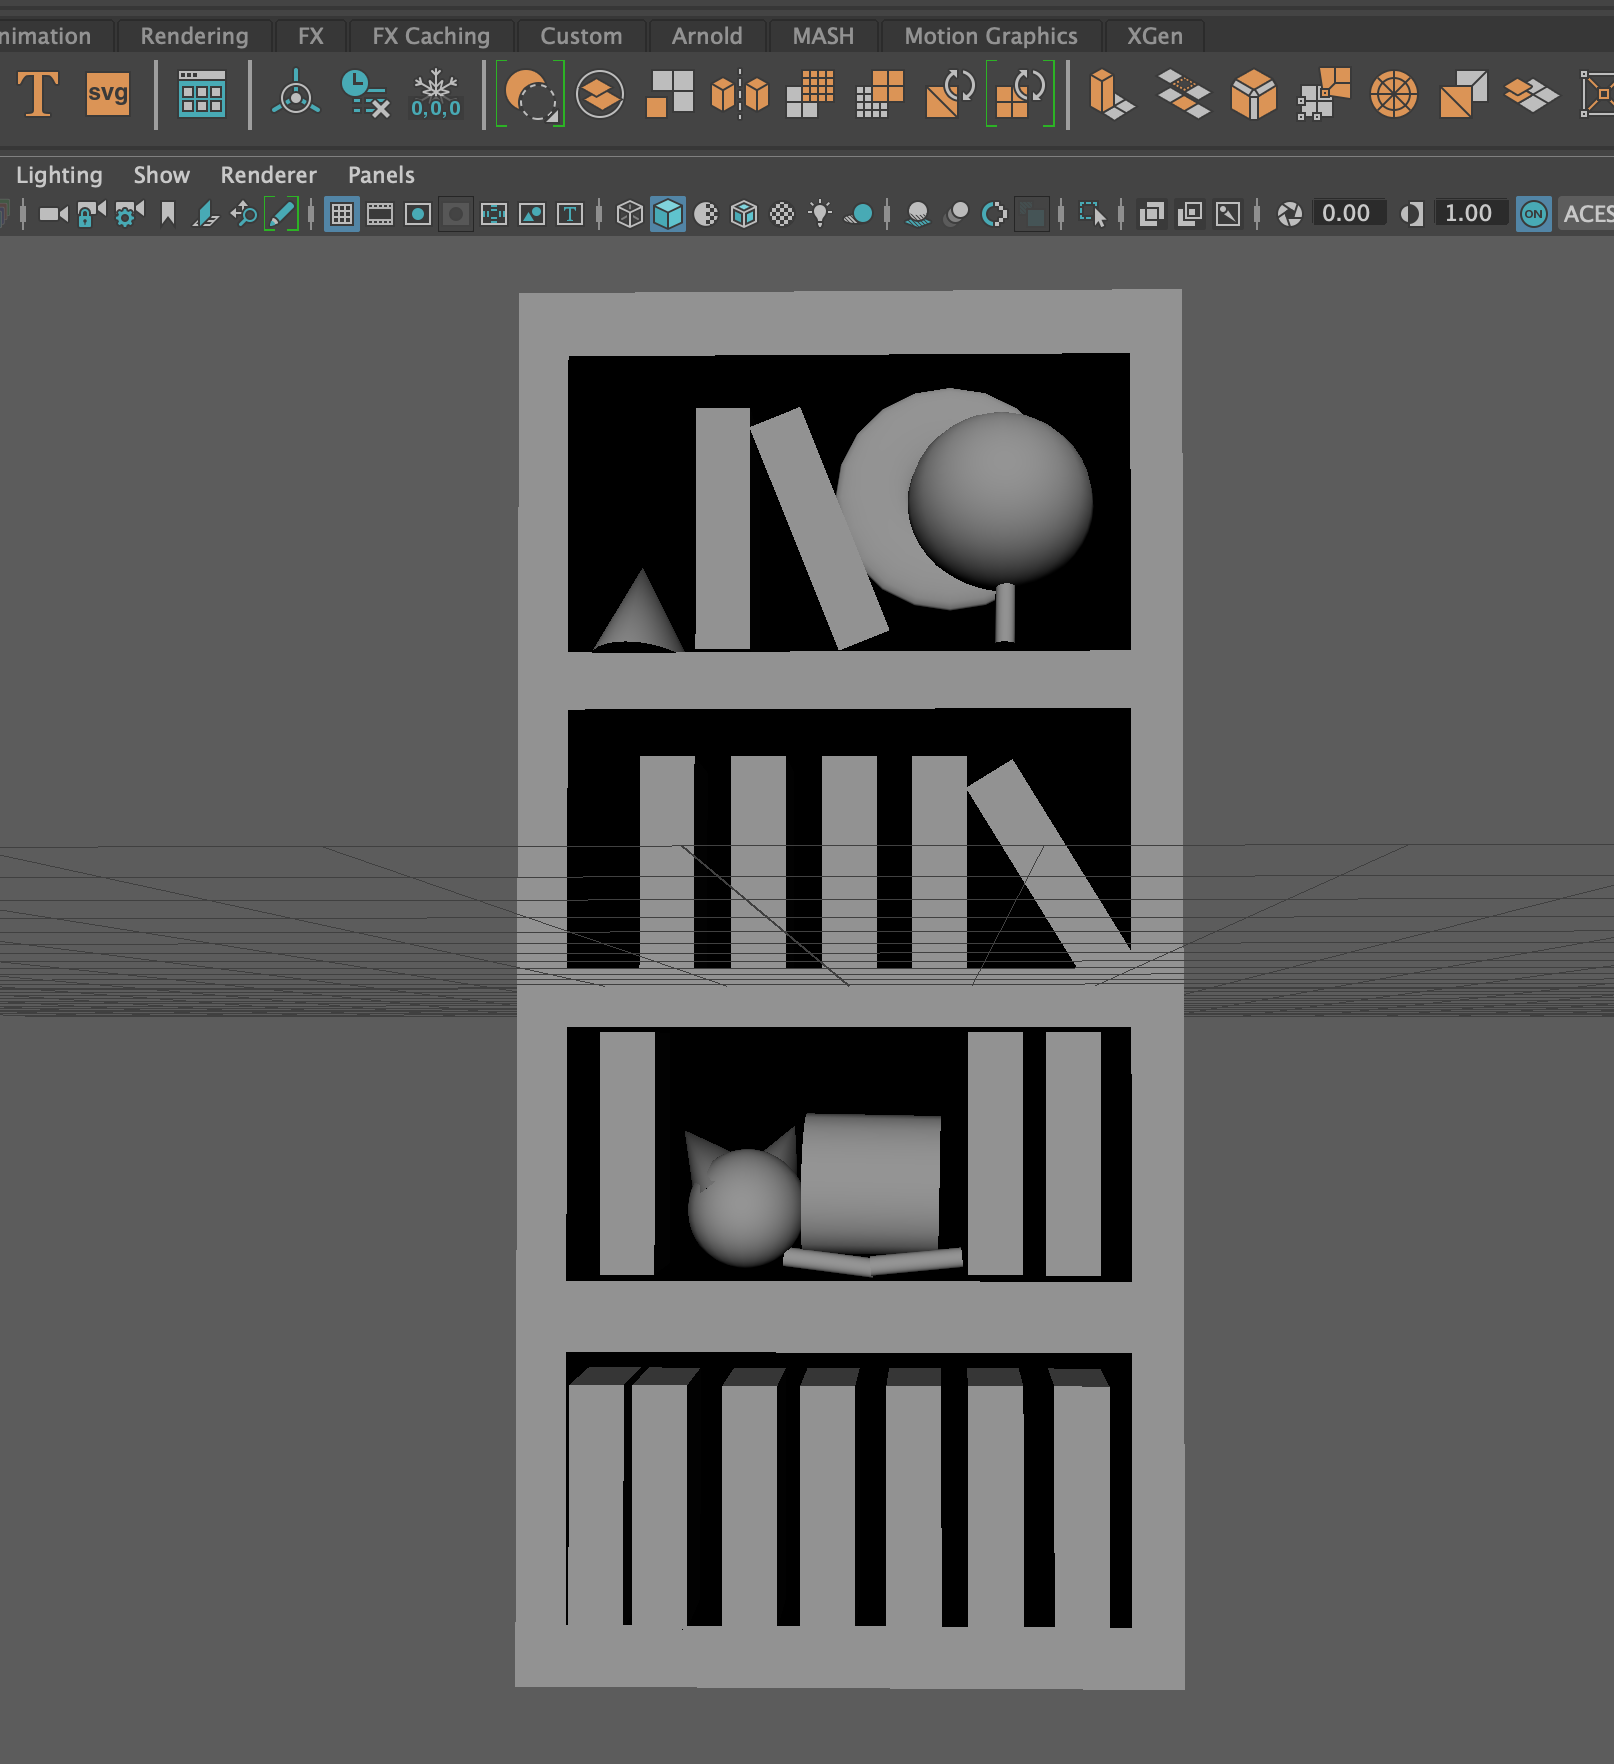 nimation Rendering FX FX Caching Custom Arnold MASH Motion Graphics XGen
T svg 0,0,0
Lighting Show Renderer Panels
T 0.00 1.00 ON ACES